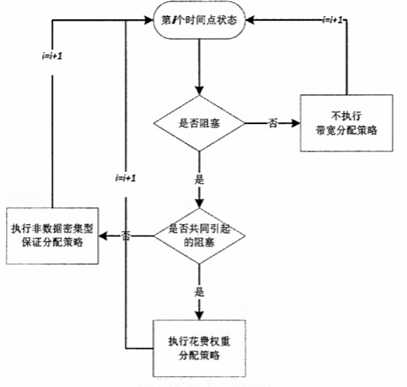 第i个时间点状态
i=i+1
i=i+1
是否阻塞
否
不执行
带宽分配策略
是
i=i+1
执行非数据密集型
保证分配策略
否
是否共同引起
的阻塞
是
执行花费权重
分配策略